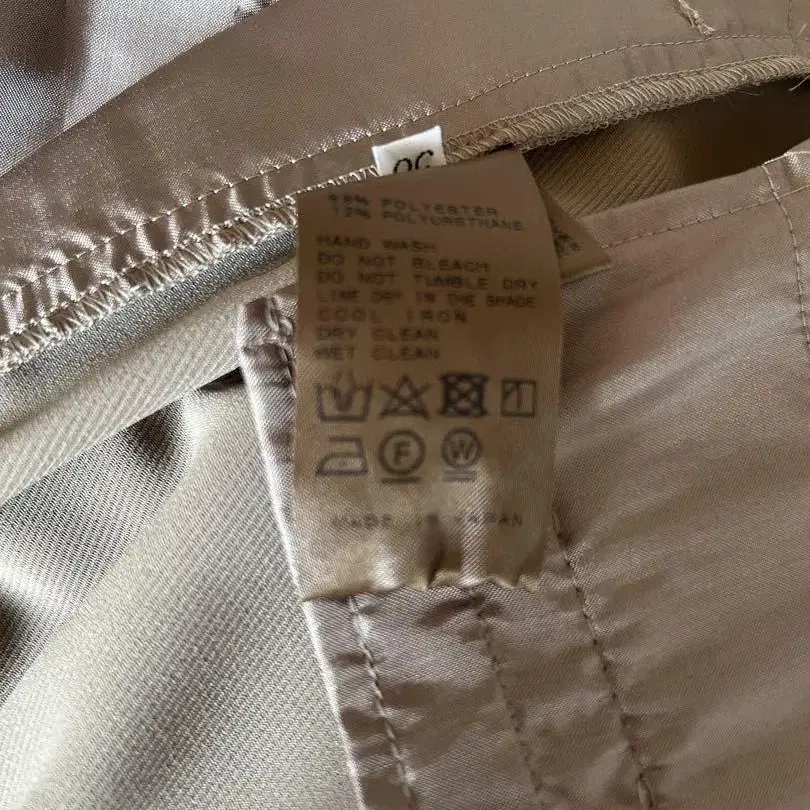 88% POLYESTER
12% POLYURETHANE
HAND WASH
DO NOT BLEACH
DO NOT TUMBLE DRY
LINE DRY IN THE SHADE
COOL IRON
DRY CLEAN
WET CLEAN
F W
MADE IN JAPAN